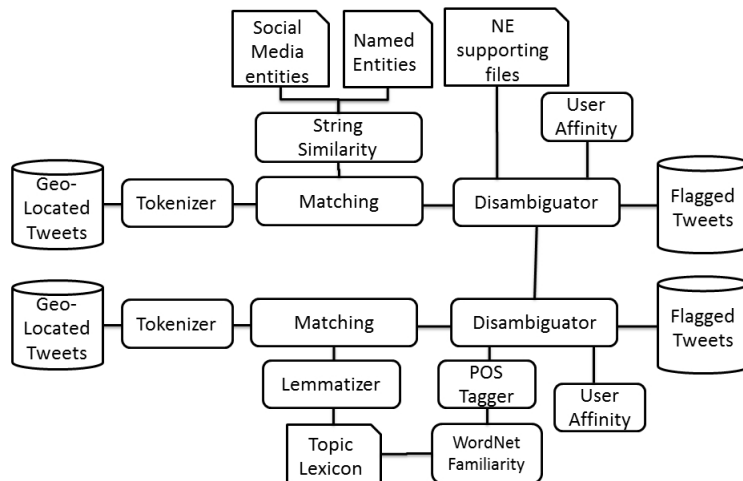 Social
Media
entities
Named
Entities
NE
supporting
files
User
Affinity
String
Similarity
Geo-
Located
Tweets
Tokenizer
Matching
Disambiguator
Flagged
Tweets
Geo-
Located
Tweets
Tokenizer
Matching
Disambiguator
Flagged
Tweets
Lemmatizer
POS
Tagger
User
Affinity
Topic
Lexicon
WordNet
Familiarity